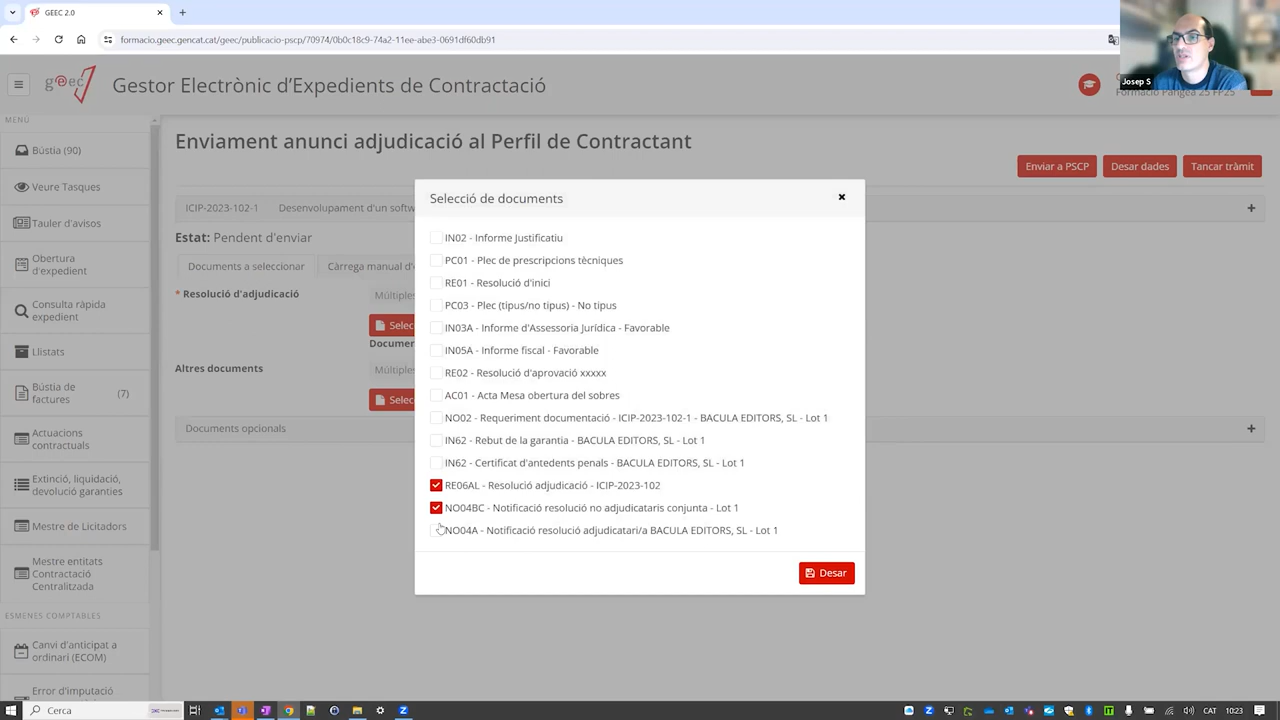 GEEC 2.0
formacio.geec.gencat.cat/geec/publicacio-pscp/70974/0b0c18c9-74a2-11ee-abe3-0691df60db91
geec
Gestor Electrònic d'Expedients de Contractació
Formació Pangea 25 FP25
Josep S
MENÚ
Bústia (90)
Veure Tasques
Tauler d'avisos
Obertura d'expedient
Consulta ràpida expedient
Llistats
Bústia de factures (7)
Actuacions contractuals
Extinció, liquidació, devolució garanties
Mestre de Licitadors
Mestre entitats Contractació Centralitzada
ESMENES COMPTABLES
Canvi d'anticipat a ordinari (ECOM)
Error d'imputació
Enviament anunci adjudicació al Perfil de Contractant
Enviar a PSCP
Desar dades
Tancar tràmit
ICIP-2023-102-1 Desenvolupament d'un softw
Estat: Pendent d'enviar
Documents a seleccionar
Càrrega manual d'
* Resolució d'adjudicació
Múltiples
Selec
Documen
Altres documents
Múltiples
Selec
Documents opcionals
Selecció de documents
IN02 - Informe Justificatiu
PC01 - Plec de prescripcions tècniques
RE01 - Resolució d'inici
PC03 - Plec (tipus/no tipus) - No tipus
IN03A - Informe d'Assessoria Jurídica - Favorable
IN05A - Informe fiscal - Favorable
RE02 - Resolució d'aprovació xxxxx
AC01 - Acta Mesa obertura del sobres
NO02 - Requeriment documentació - ICIP-2023-102-1 - BACULA EDITORS, SL - Lot 1
IN62 - Rebut de la garantia - BACULA EDITORS, SL - Lot 1
IN62 - Certificat d'antedents penals - BACULA EDITORS, SL - Lot 1
RE06AL - Resolució adjudicació - ICIP-2023-102
NO04BC - Notificació resolució no adjudicataris conjunta - Lot 1
NO04A - Notificació resolució adjudicatari/a BACULA EDITORS, SL - Lot 1
Desar
Cerca
CAT
10:23